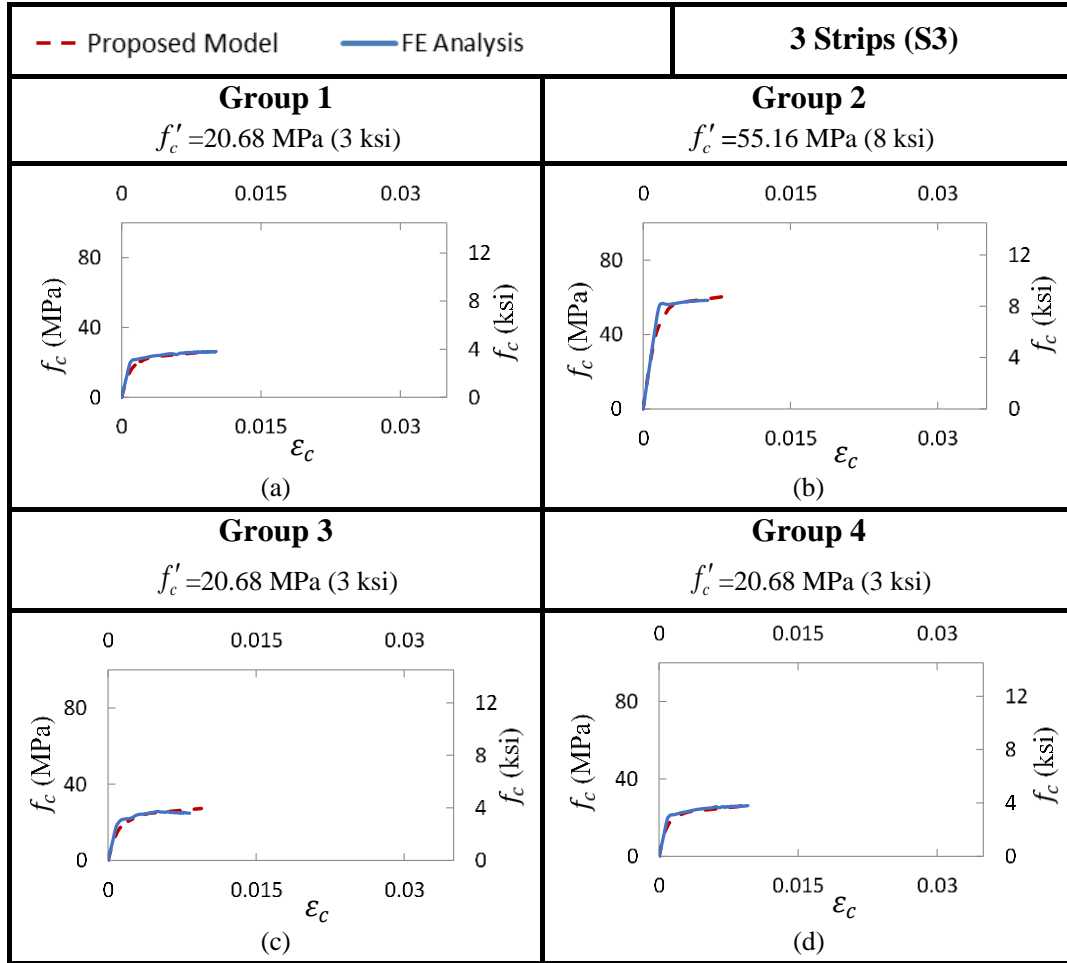 Proposed Model FE Analysis
3 Strips (S3)
Group 1
f′c =20.68 MPa (3 ksi)
Group 2
f′c =55.16 MPa (8 ksi)
0 0.015 0.03
80
40
0
fc (MPa)
12
8
4
0
fc (ksi)
0 0.015 0.03
εc
(a)
0 0.015 0.03
80
40
0
fc (MPa)
12
8
4
0
fc (ksi)
0 0.015 0.03
εc
(b)
Group 3
f′c =20.68 MPa (3 ksi)
Group 4
f′c =20.68 MPa (3 ksi)
0 0.015 0.03
80
40
0
fc (MPa)
12
8
4
0
fc (ksi)
0 0.015 0.03
εc
(c)
0 0.015 0.03
80
40
0
fc (MPa)
12
8
4
0
fc (ksi)
0 0.015 0.03
εc
(d)